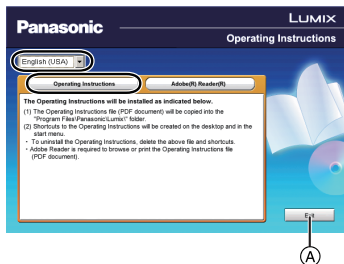 Panasonic
LUMIX
Operating Instructions
English (USA)
Operating Instructions
Adobe(R) Reader(R)
The Operating Instructions will be installed as indicated below.
(1) The Operating Instructions file (PDF document) will be copied into the
"Program Files\Panasonic\Lumix\" folder.
(2) Shortcuts to the Operating Instructions will be created on the desktop and in the
start menu.
・ To uninstall the Operating Instructions, delete the above file and shortcuts.
・ Adobe Reader is required to browse or print the Operating Instructions file
(PDF document).
Exit
A